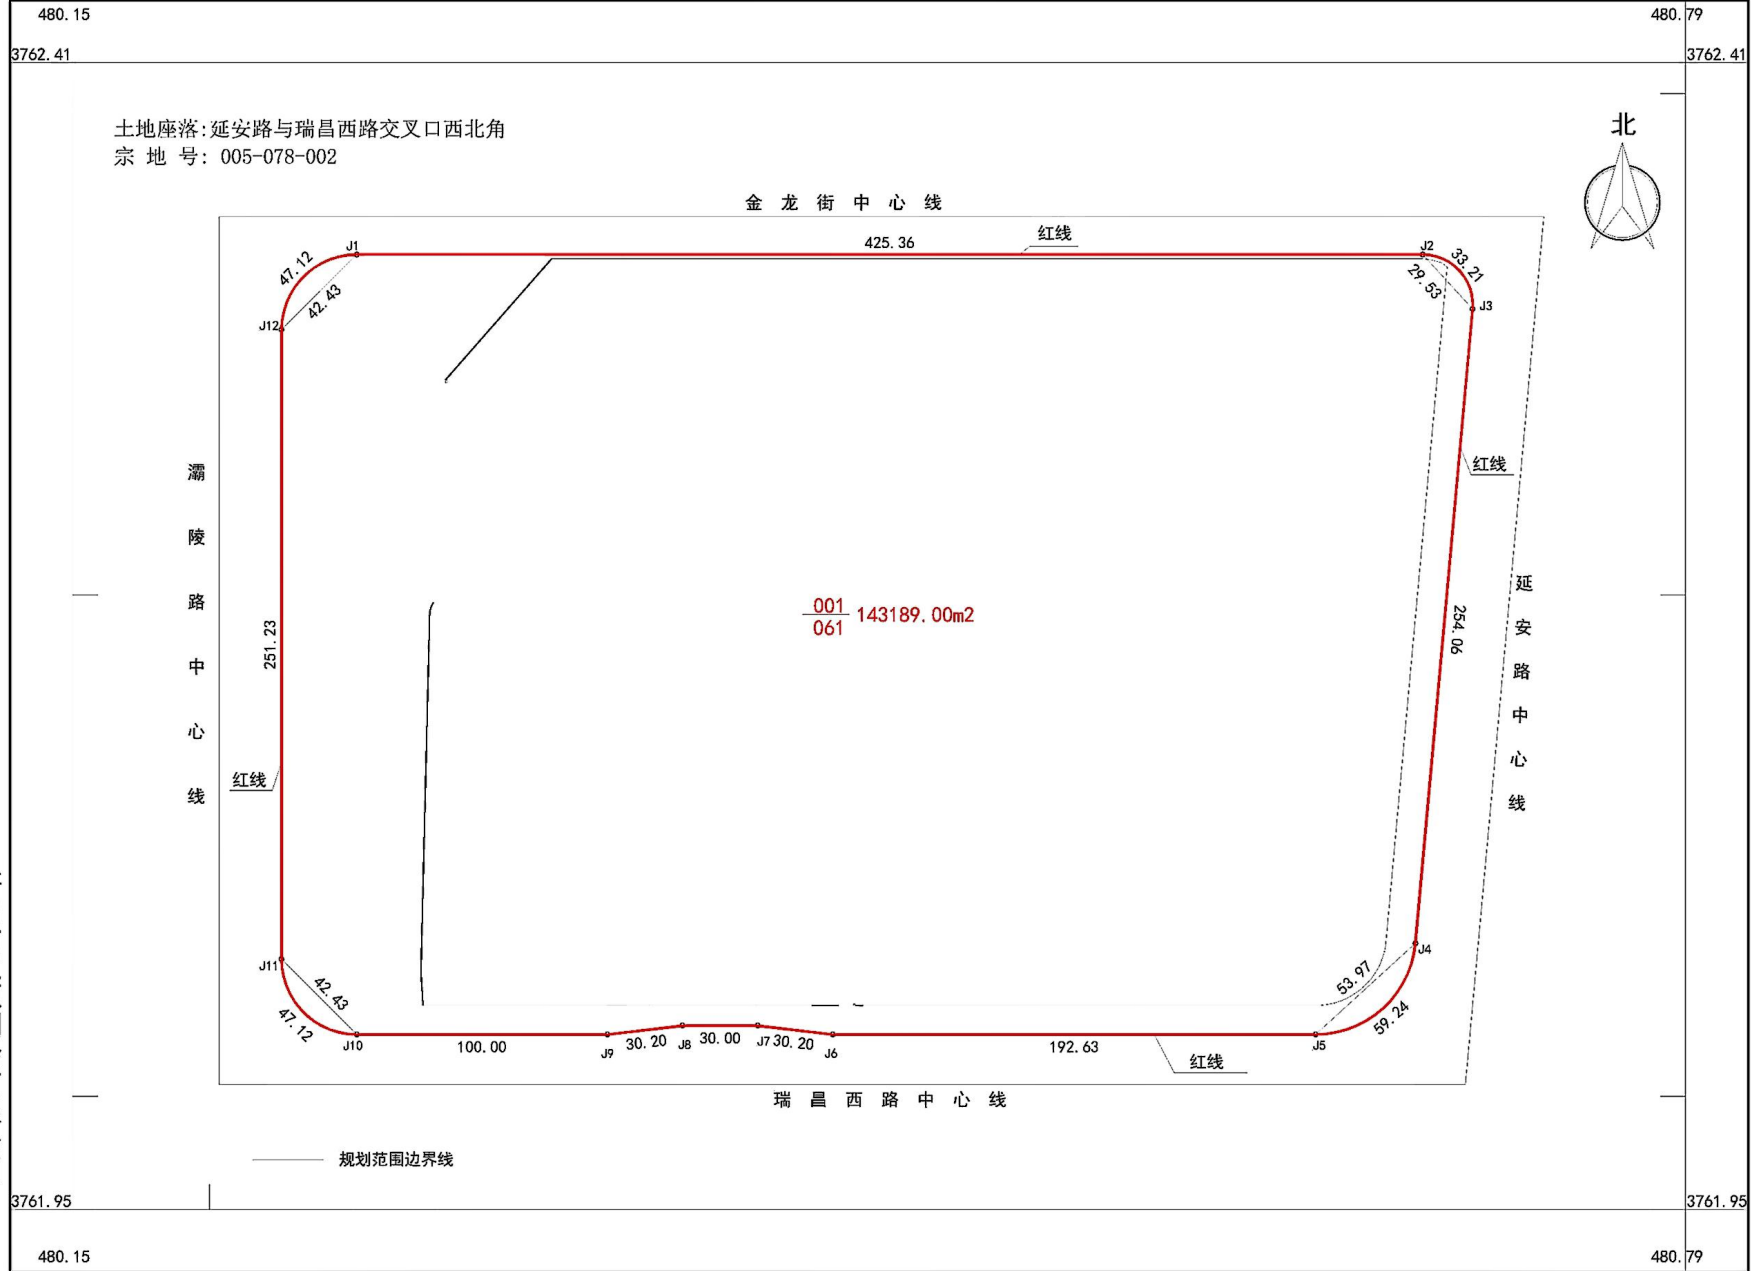 480.15
480.79
3762.41
3762.41
土地座落:延安路与瑞昌西路交叉口西北角
宗 地 号: 005-078-002
北
金 龙 街 中 心 线
425.36
红线
J1
J2
47.12
42.43
33.21
29.53
J12
J3
灞陵路中心线
红线
251.23
001
061
143189.00m2
254.06
延安路中心线
红线
J11
J4
42.43
47.12
53.97
59.24
J10
100.00
J9
30.20
J8
30.00
J7
30.20
J6
192.63
J5
红线
瑞 昌 西 路 中 心 线
规划范围边界线
3761.95
3761.95
480.15
480.79